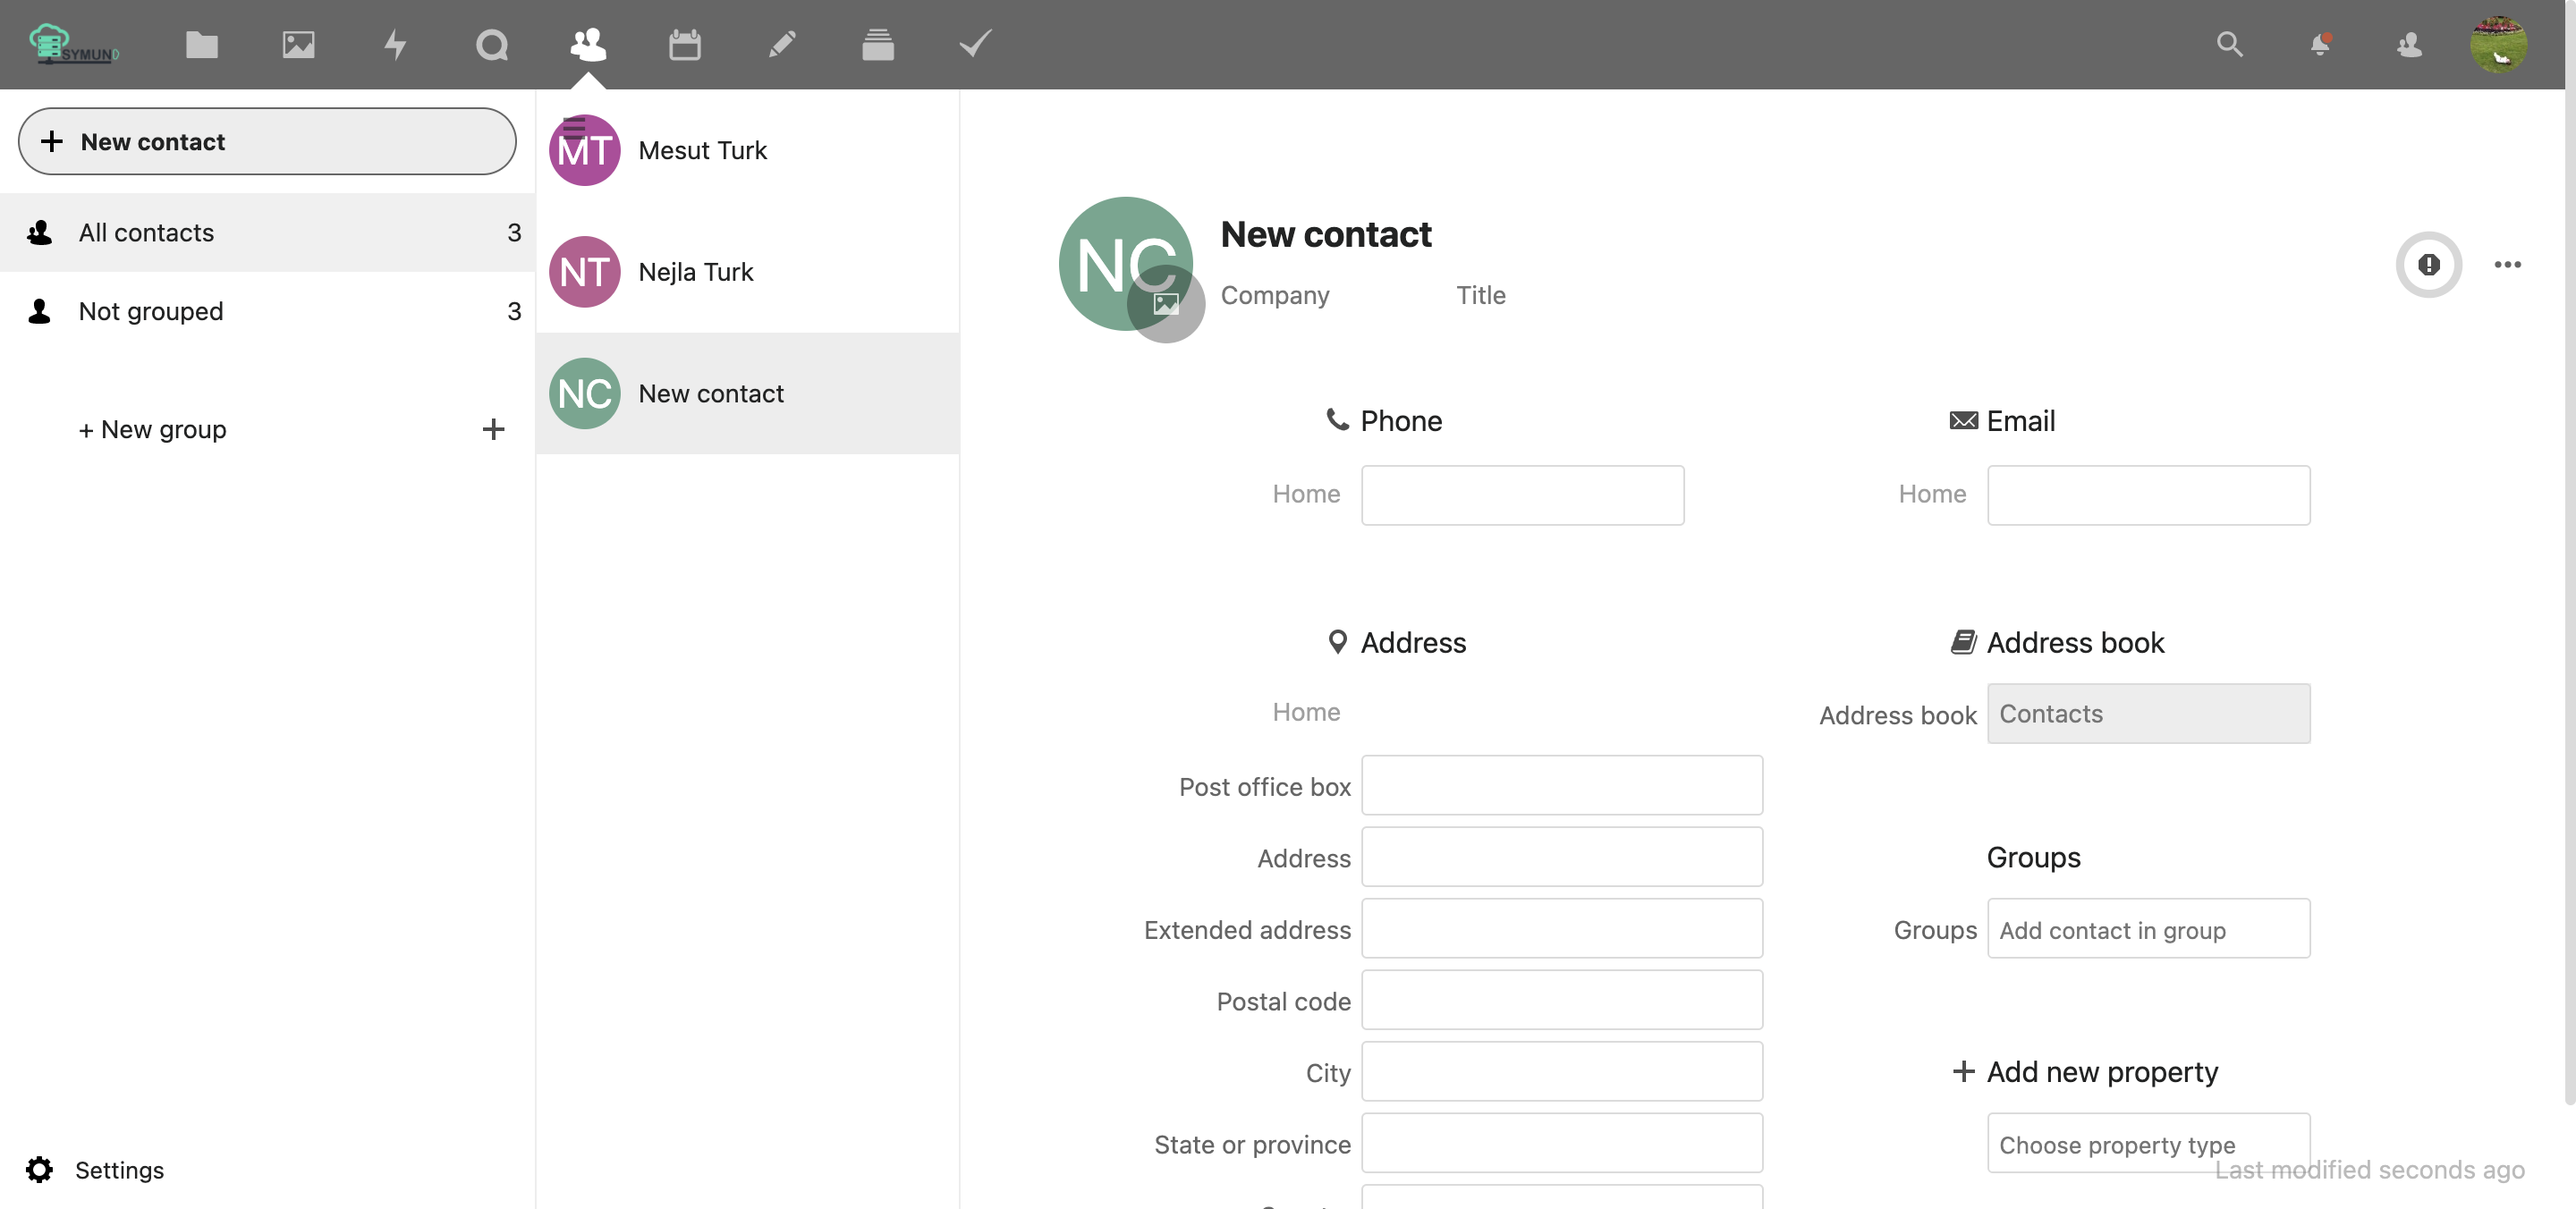 SYMUND
New contact
All contacts 3
Not grouped 3
+ New group
Settings
MT Mesut Turk
NT Nejla Turk
NC New contact
NC
New contact
Company Title
Phone
Home
Email
Home
Address
Home
Post office box
Address
Extended address
Postal code
City
State or province
Address book
Address book Contacts
Groups
Groups Add contact in group
Add new property
Choose property type
Last modified seconds ago